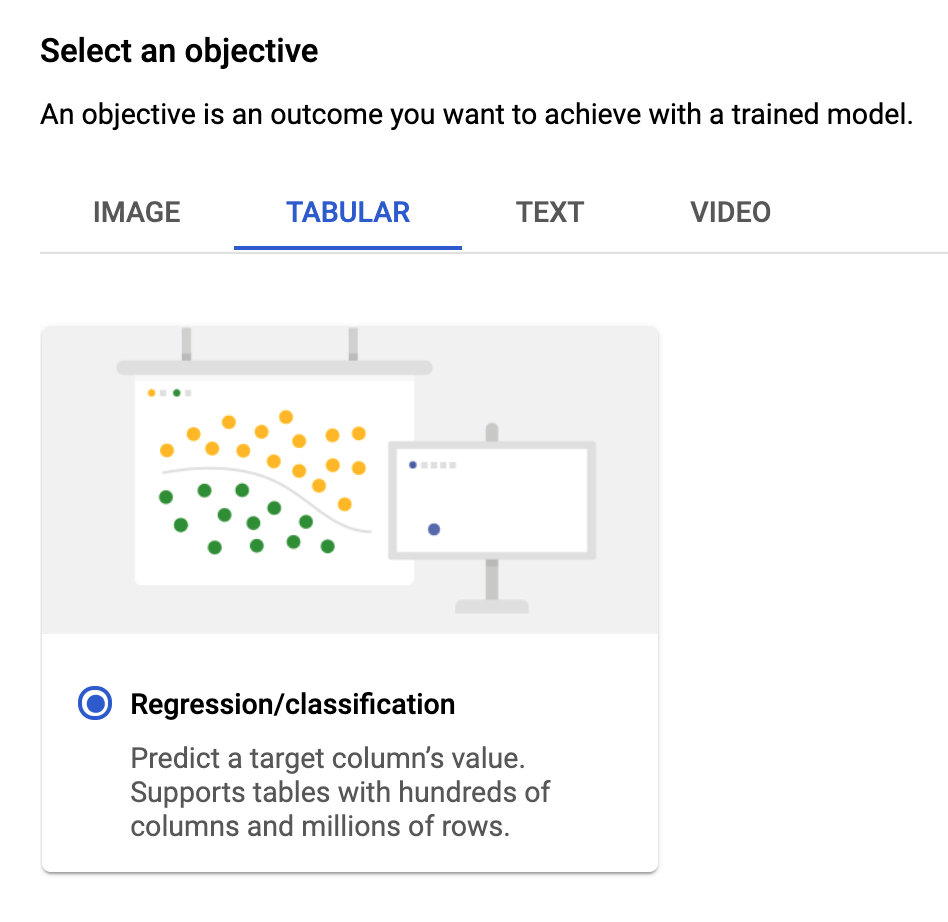 Select an objective
An objective is an outcome you want to achieve with a trained model.
IMAGE TABULAR TEXT VIDEO
Regression/classification
Predict a target column’s value.
Supports tables with hundreds of
columns and millions of rows.